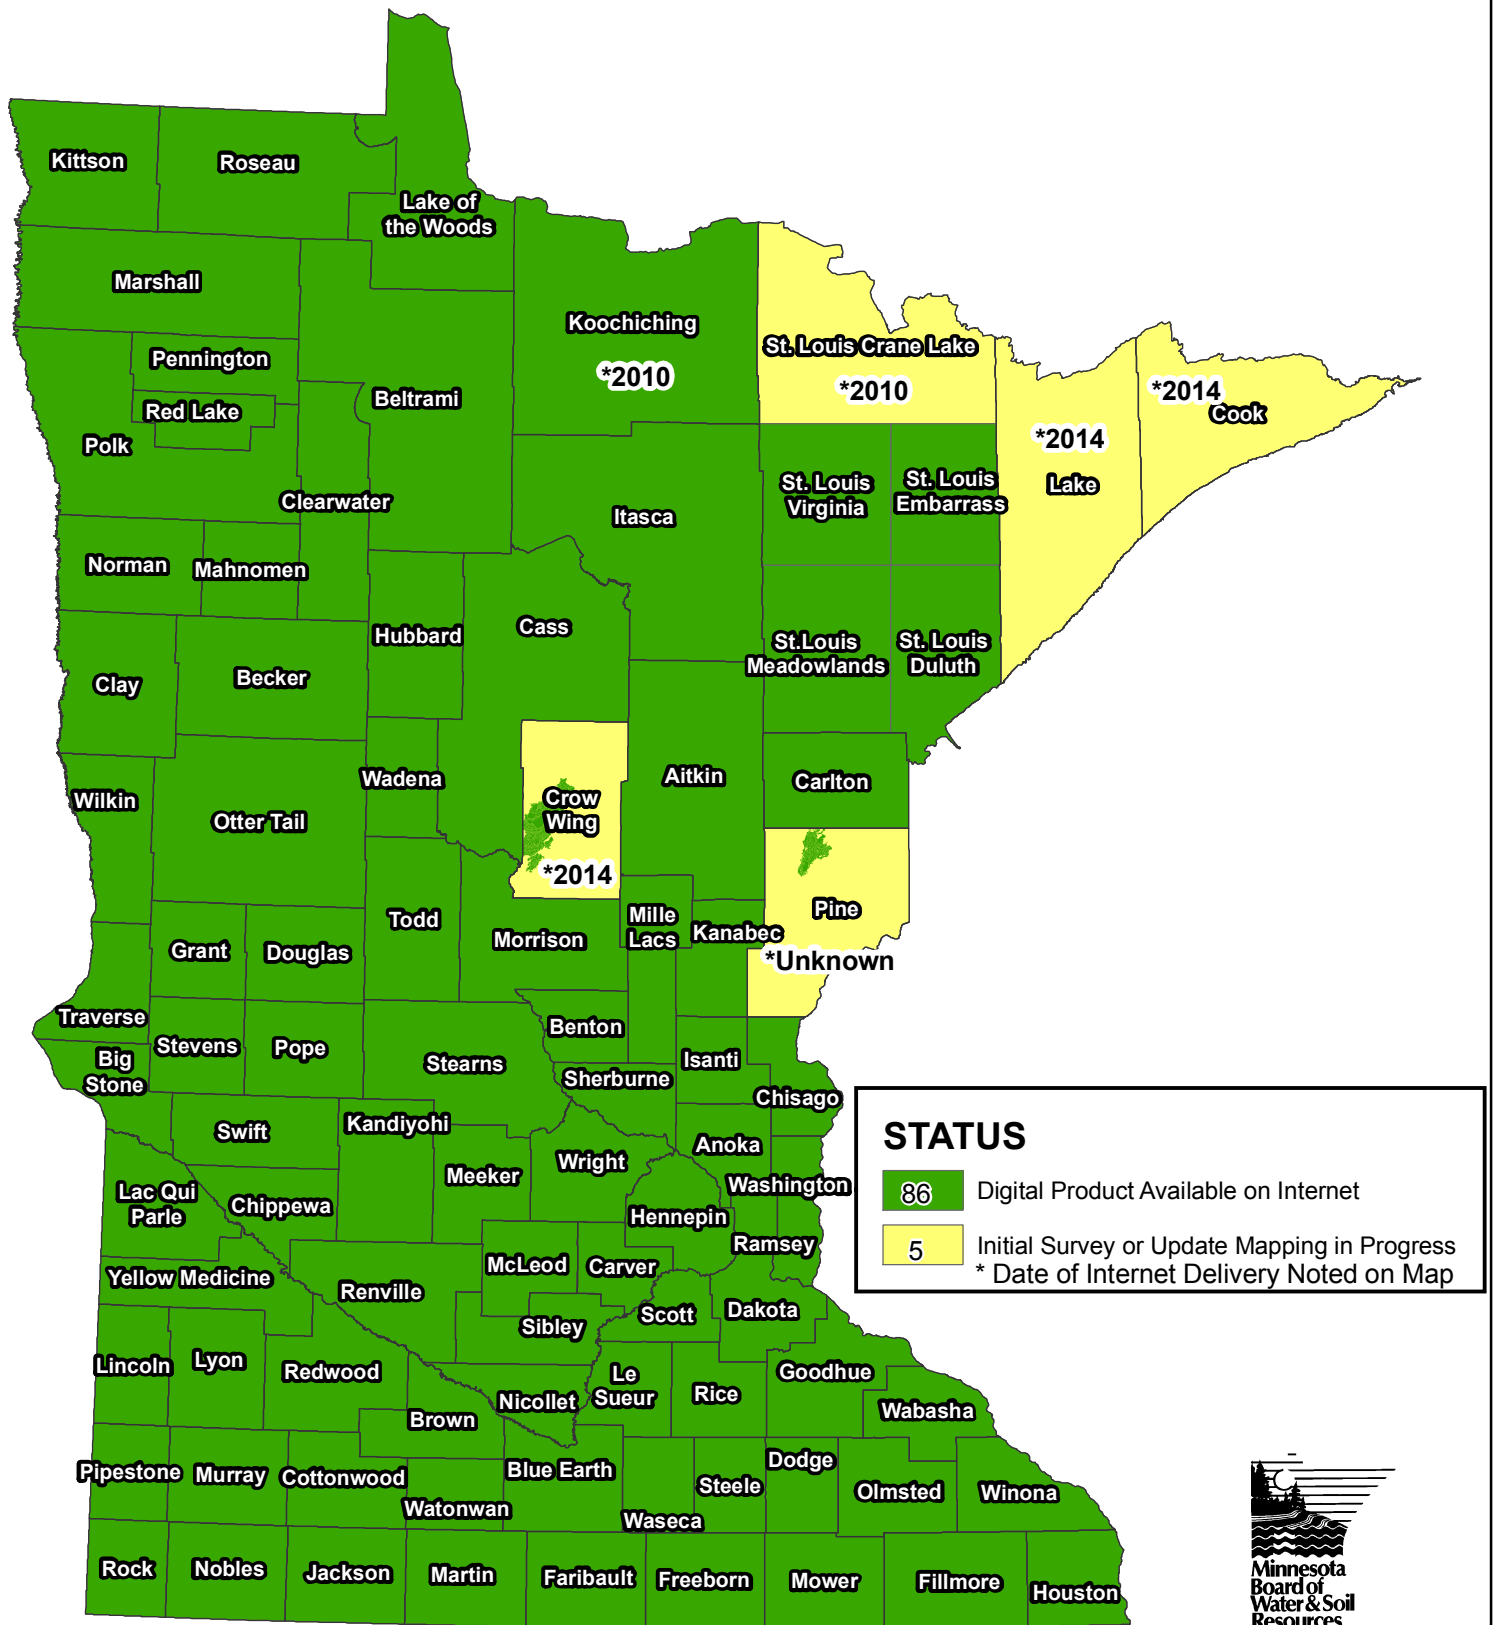 Kittson
Roseau
Lake of
the Woods
Marshall
Koochiching
*2010
St. Louis Crane Lake
*2010
Pennington
Red Lake
Beltrami
*2014
Cook
Polk
*2014
Lake
Clearwater
Itasca
St. Louis
Virginia
St. Louis
Embarrass
Norman
Mahnomen
Hubbard
Cass
St.Louis
Meadowlands
St. Louis
Duluth
Clay
Becker
Wadena
Aitkin
Carlton
Wilkin
Otter Tail
Crow
Wing
*2014
Todd
Morrison
Mille
Lacs
Kanabec
Pine
*Unknown
Grant
Douglas
Traverse
Stevens
Pope
Stearns
Benton
Isanti
Big
Stone
Sherburne
Chisago
Swift
Kandiyohi
Meeker
Wright
Anoka
Washington
Lac Qui
Parle
Chippewa
Hennepin
Ramsey
Yellow Medicine
Renville
McLeod
Carver
Sibley
Scott
Dakota
Lincoln
Lyon
Redwood
Nicollet
Le
Sueur
Rice
Goodhue
Brown
Wabasha
Pipestone
Murray
Cottonwood
Watonwan
Blue Earth
Waseca
Steele
Dodge
Olmsted
Winona
Rock
Nobles
Jackson
Martin
Faribault
Freeborn
Mower
Fillmore
Houston
STATUS
86 Digital Product Available on Internet
5 Initial Survey or Update Mapping in Progress
* Date of Internet Delivery Noted on Map
Minnesota
Board of
Water & Soil
Resources